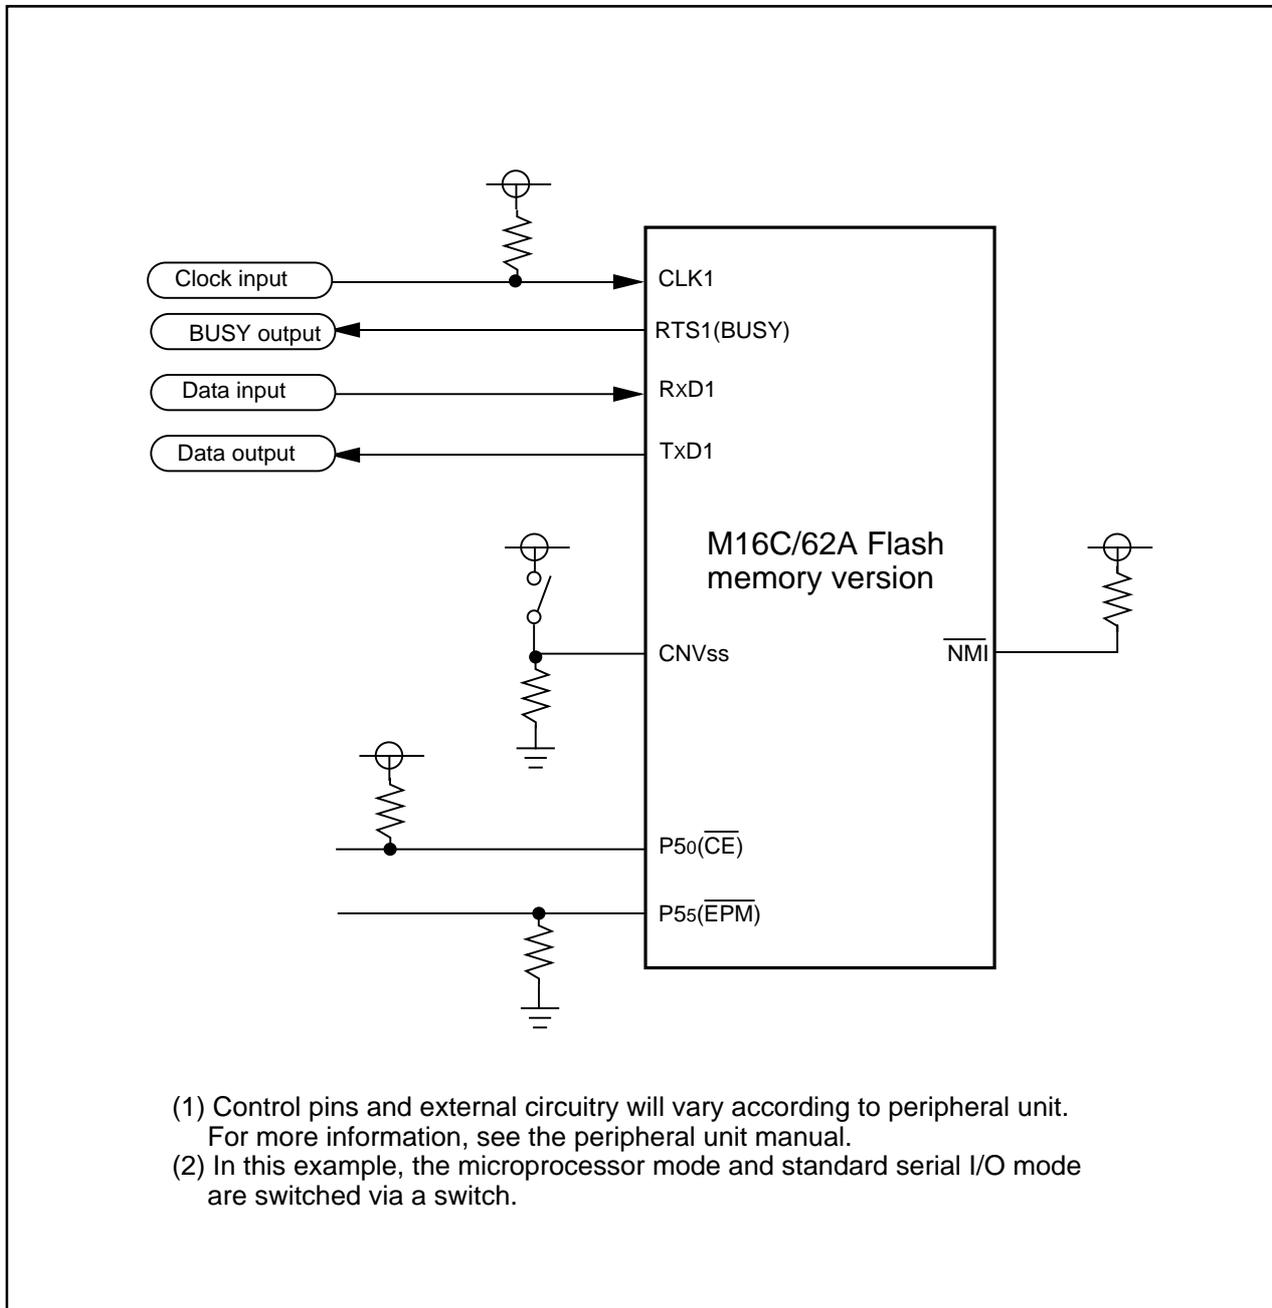 Clock input
CLK1
BUSY output
RTS1(BUSY)
Data input
RxD1
Data output
TxD1
M16C/62A Flash
memory version
CNVss
NMI
P50(CE)
P55(EPM)
(1) Control pins and external circuitry will vary according to peripheral unit.
For more information, see the peripheral unit manual.
(2) In this example, the microprocessor mode and standard serial I/O mode
are switched via a switch.